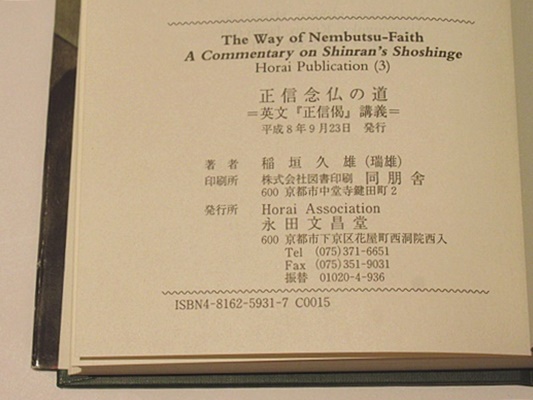 The Way of Nembutsu-Faith
A Commentary on Shinran's Shoshinge
Horai Publication (3)
正信念仏の道
=英文『正信偈』講義=
平成8年9月23日 発行
著者 稲垣久雄(瑞雄)
印刷所 株式会社図書印刷 同朋舎
600 京都市中堂寺鍵田町2
発行所 Horai Association
永田文昌堂
600 京都市下京区花屋町西洞院西入
Tel (075)371-6651
Fax (075)351-9031
振替 01020-4-936
ISBN4-8162-5931-7 C0015